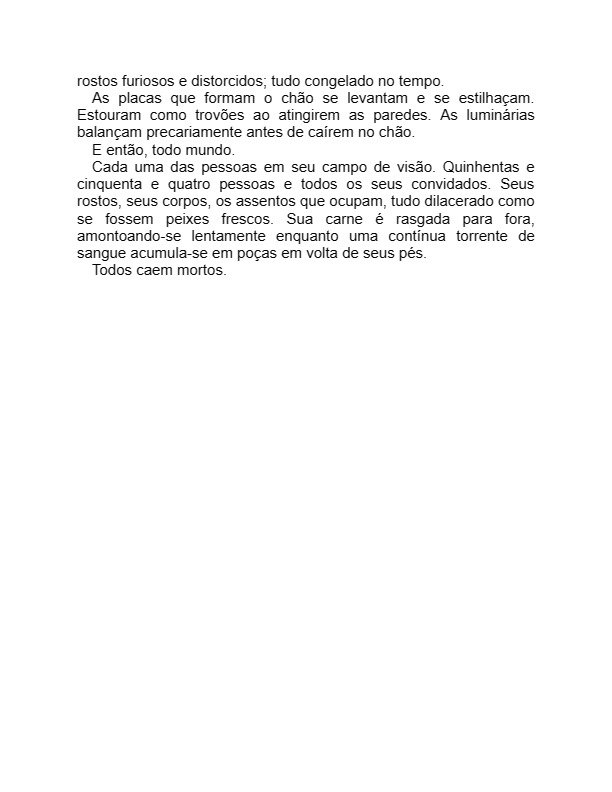 rostos furiosos e distorcidos; tudo congelado no tempo.
As placas que formam o chão se levantam e se estilhaçam.
Estouram como trovões ao atingirem as paredes. As luminárias
balançam precariamente antes de caírem no chão.
E então, todo mundo.
Cada uma das pessoas em seu campo de visão. Quinhentas e
cinquenta e quatro pessoas e todos os seus convidados. Seus
rostos, seus corpos, os assentos que ocupam, tudo dilacerado como
se fossem peixes frescos. Sua carne é rasgada para fora,
amontoando-se lentamente enquanto uma contínua torrente de
sangue acumula-se em poças em volta de seus pés.
Todos caem mortos.